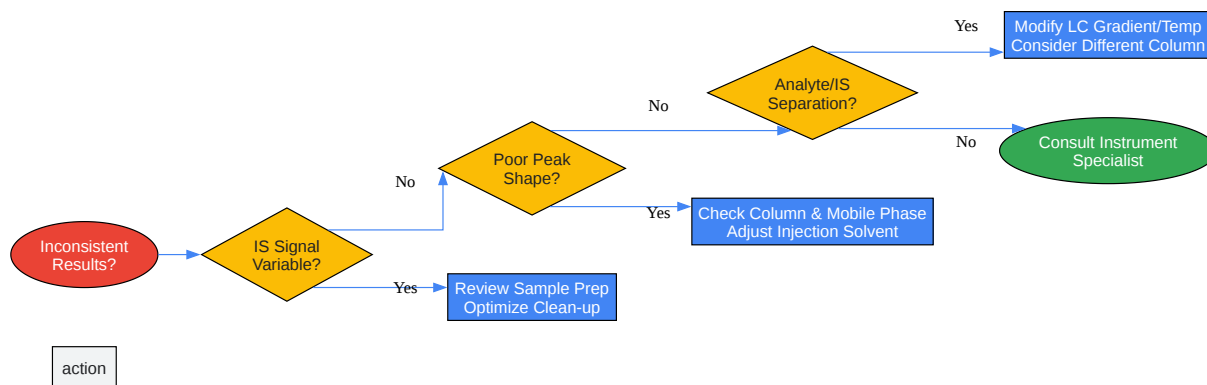 Inconsistent
Results?
IS Signal
Variable?
Yes
Review Sample Prep
Optimize Clean-up
No
Poor Peak
Shape?
Yes
Check Column & Mobile Phase
Adjust Injection Solvent
No
Analyte/IS
Separation?
Yes
Modify LC Gradient/Temp
Consider Different Column
No
Consult Instrument
Specialist
action